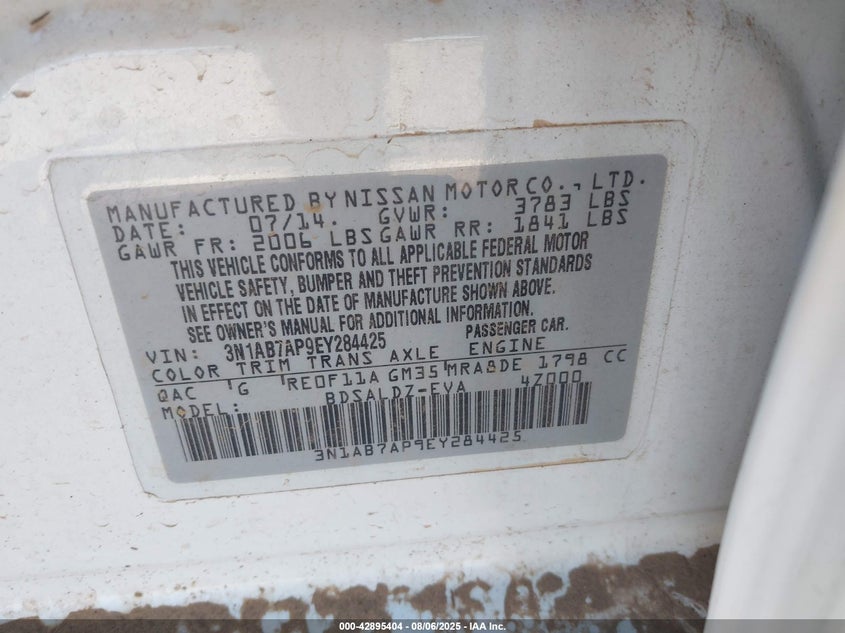 MANUFACTURED BY NISSAN MOTOR CO., LTD.
DATE: 07/14. GVWR: 3783 LBS
GAWR FR: 2006 LBS GAWR RR: 1841 LBS
THIS VEHICLE CONFORMS TO ALL APPLICABLE FEDERAL MOTOR
VEHICLE SAFETY, BUMPER AND THEFT PREVENTION STANDARDS
IN EFFECT ON THE DATE OF MANUFACTURE SHOWN ABOVE.
SEE OWNER'S MANUAL FOR ADDITIONAL INFORMATION.
VIN: 3N1AB7AP9EY284425 PASSENGER CAR.
COLOR TRIM TRANS AXLE ENGINE
QAC G RE0F11A GM35 MRA8DE 1798 CC
MODEL: BDSALDZ-EVA 4Z000
3N1AB7AP9EY284425
000-42895404 - 08/06/2025 - IAA Inc.